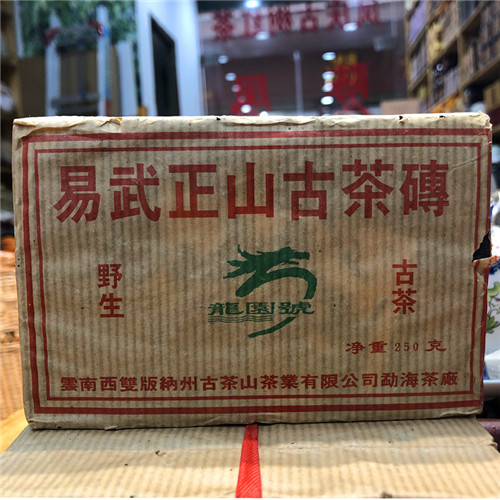 易武正山古茶磚
野生
龍園號
古茶
净重250克
雲南西雙版納州古茶山茶業有限公司勐海茶廠